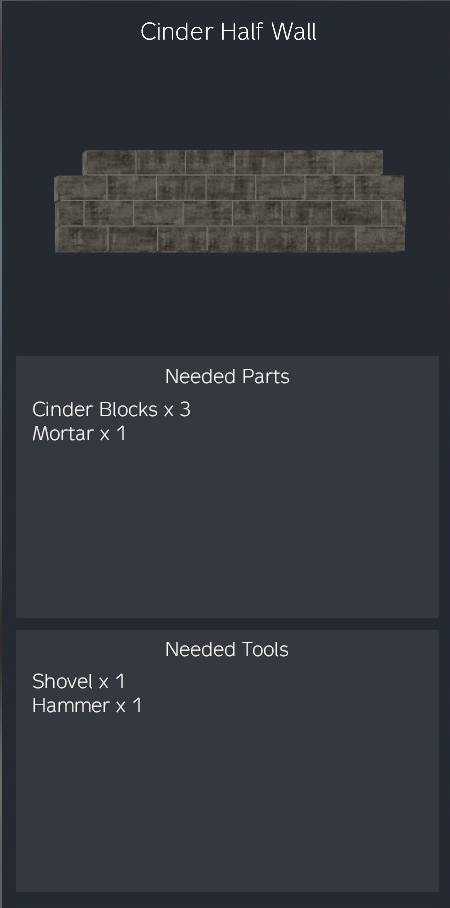 Cinder Half Wall
Needed Parts
Cinder Blocks x 3
Mortar x 1
Needed Tools
Shovel x 1
Hammer x 1